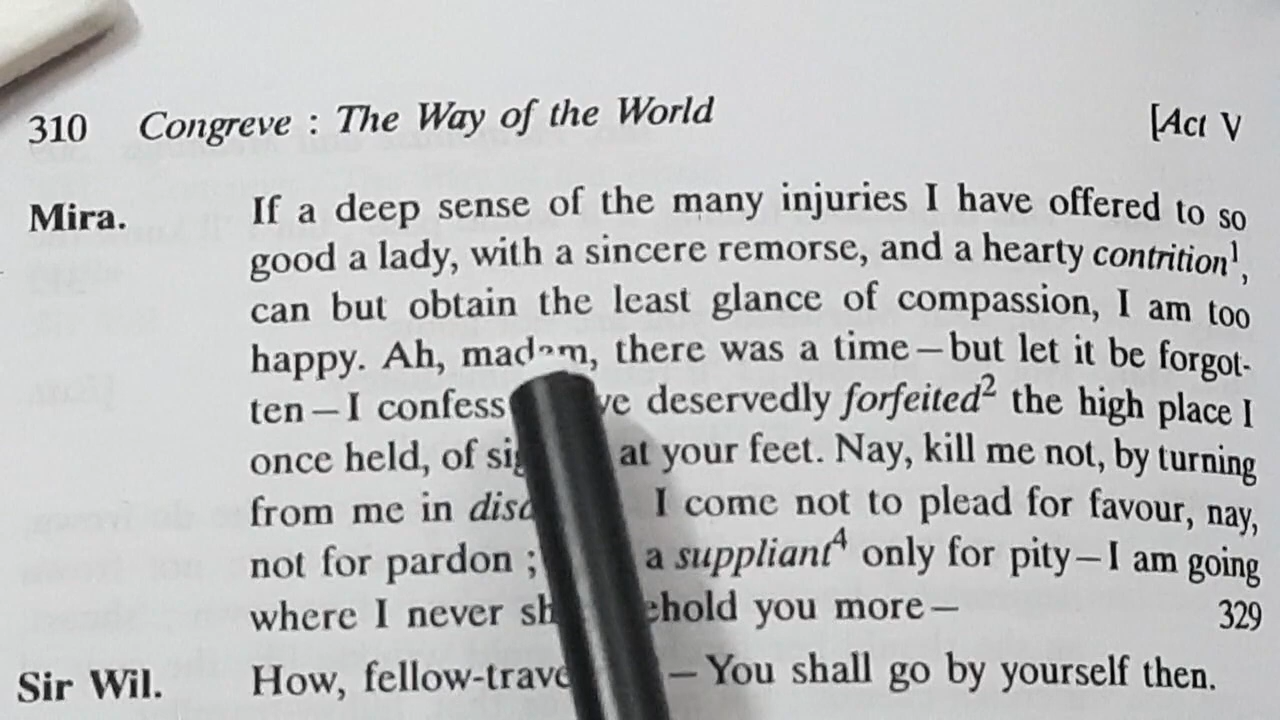 310 Congreve : The Way of the World [Act V
Mira. If a deep sense of the many injuries I have offered to so
good a lady, with a sincere remorse, and a hearty contrition¹,
can but obtain the least glance of compassion, I am too
happy. Ah, madam, there was a time—but let it be forgot-
ten—I confess deservedly forfeited² the high place I
once held, of at your feet. Nay, kill me not, by turning
from me in I come not to plead for favour, nay,
not for pardon ; a suppliant⁴ only for pity—I am going
where I never you more— 329
Sir Wil. How, — You shall go by yourself then.